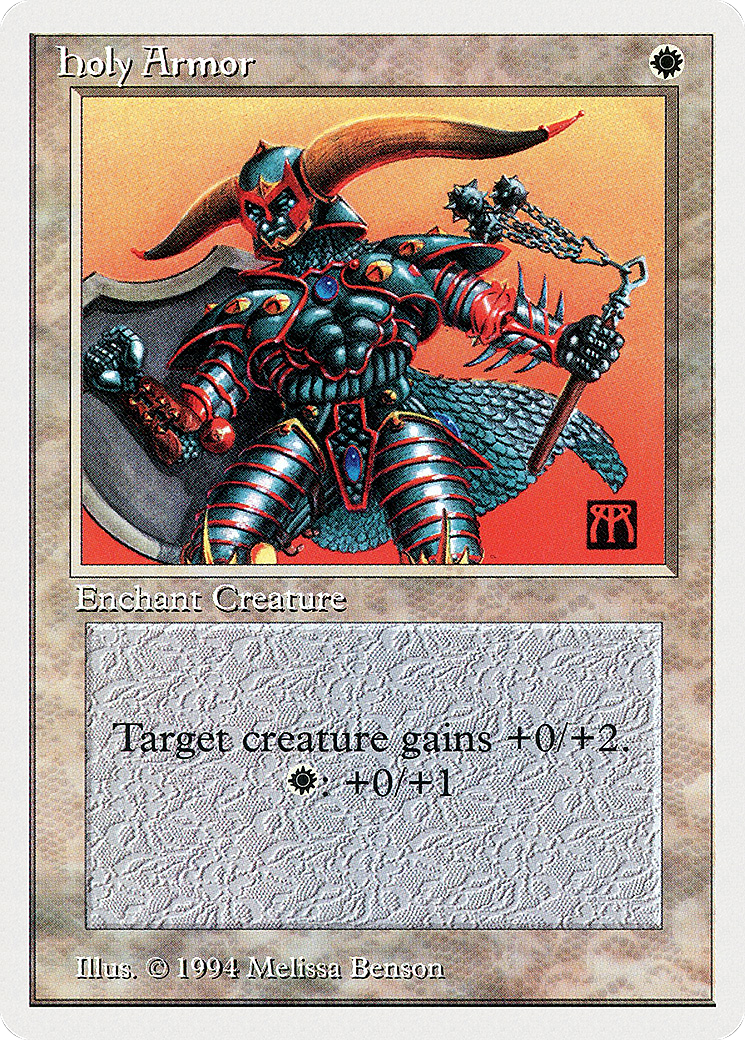 Holy Armor
Enchant Creature
Target creature gains +0/+2.
: +0/+1
Illus. © 1994 Melissa Benson